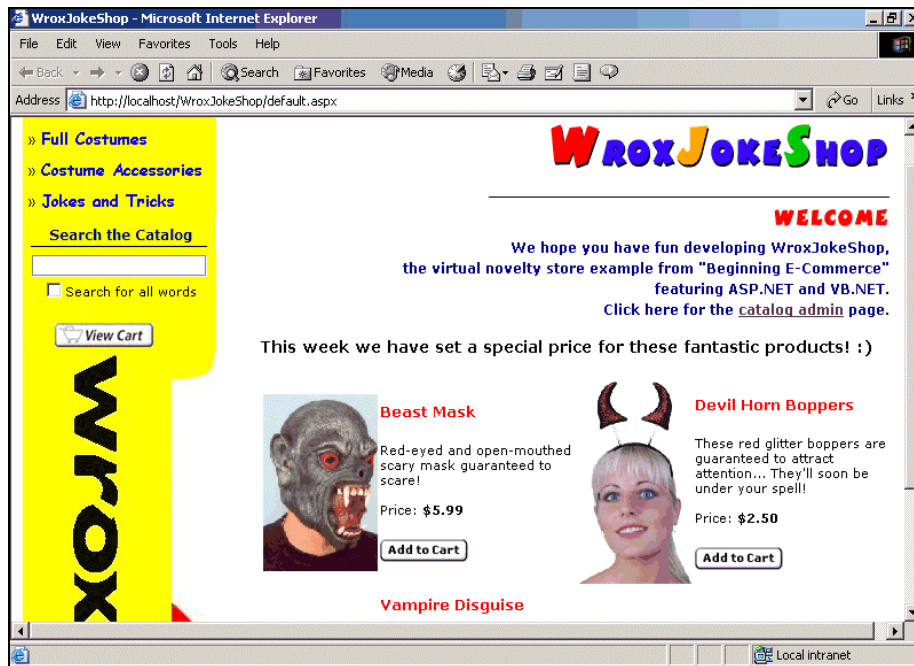 WroxJokeShop - Microsoft Internet Explorer
File Edit View Favorites Tools Help
Back Search Favorites Media
Address http://localhost/WroxJokeShop/default.aspx Go Links »
» Full Costumes
» Costume Accessories
» Jokes and Tricks
Search the Catalog
Search for all words
View Cart
wrox
WROXJOKESHOP
WELCOME
We hope you have fun developing WroxJokeShop,
the virtual novelty store example from "Beginning E-Commerce"
featuring ASP.NET and VB.NET.
Click here for the catalog admin page.
This week we have set a special price for these fantastic products! :)
Beast Mask
Red-eyed and open-mouthed
scary mask guaranteed to
scare!
Price: $5.99
Add to Cart
Devil Horn Boppers
These red glitter boppers are
guaranteed to attract
attention... They'll soon be
under your spell!
Price: $2.50
Add to Cart
Vampire Disguise
Local intranet